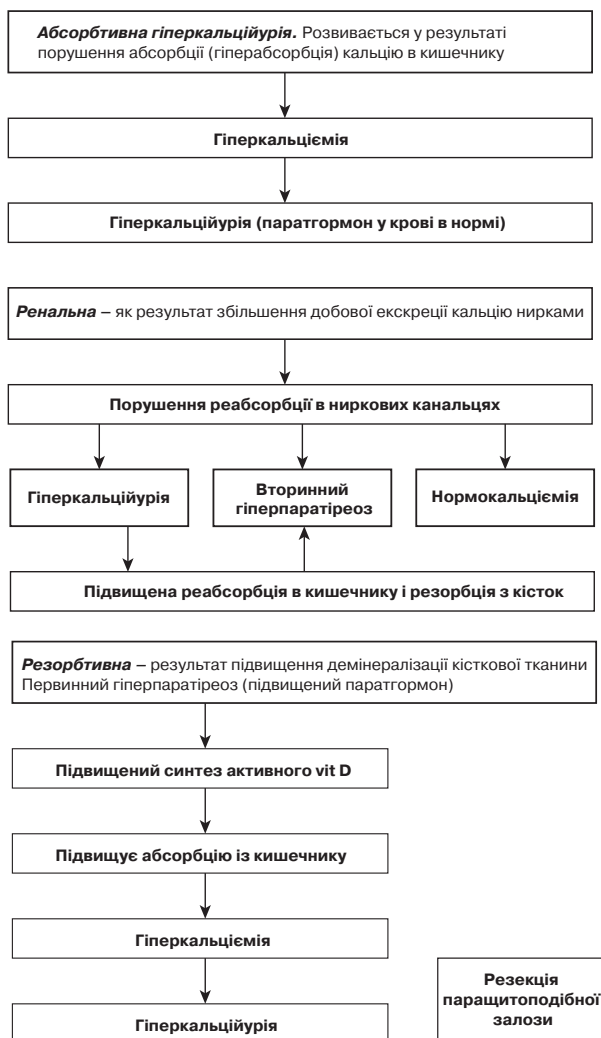 Абсорбтивна гіперкальційурія. Розвивається у результаті
порушення абсорбції (гіперабсорбція) кальцію в кишечнику
Гіперкальціємія
Гіперкальційурія (паратгормон у крові в нормі)
Ренальна – як результат збільшення добової екскреції кальцію нирками
Порушення реабсорбції в ниркових канальцях
Гіперкальційурія
Вторинний
гіперпаратіреоз
Нормокальціємія
Підвищена реабсорбція в кишечнику і резорбція з кісток
Резорбтивна – результат підвищення демінералізації кісткової тканини
Первинний гіперпаратіреоз (підвищений паратгормон)
Підвищений синтез активного vit D
Підвищує абсорбцію із кишечнику
Гіперкальціємія
Гіперкальційурія
Резекція
паращитоподібної
залози